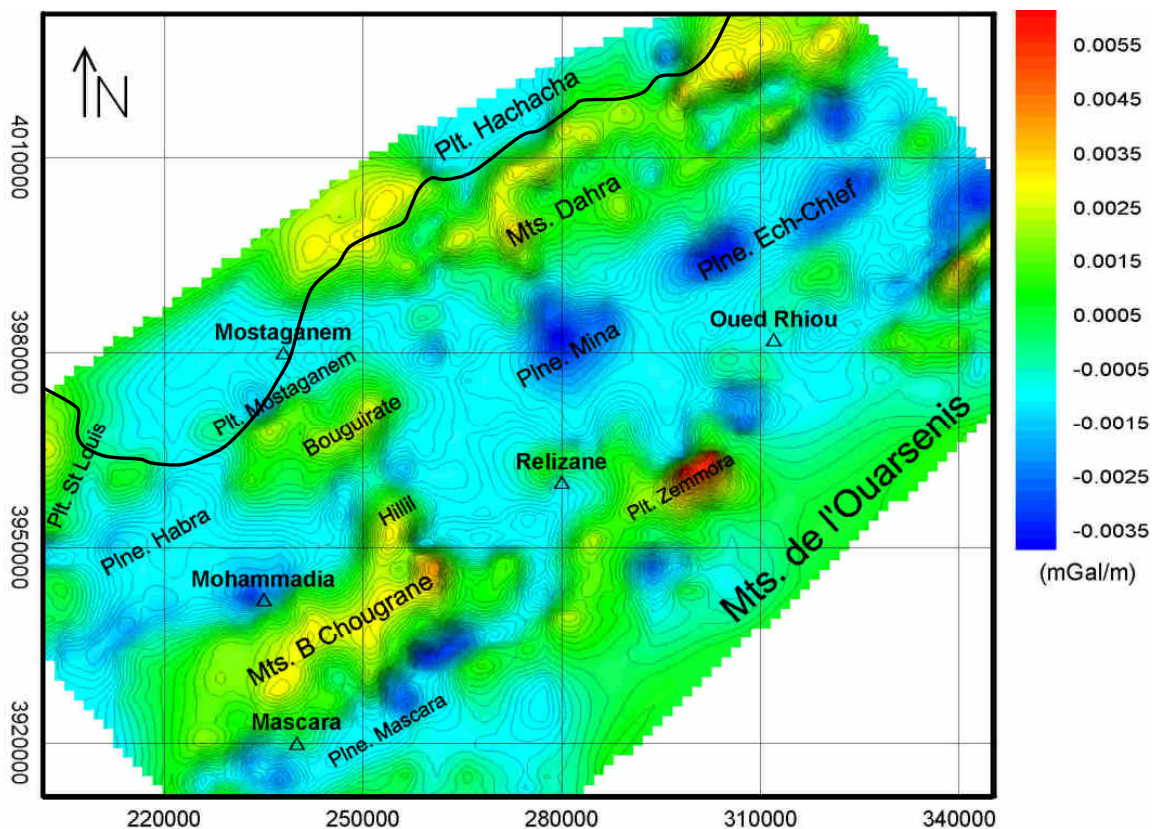 N
Plt. Hachacha
Mts. Dahra
Plne. Ech-Chlef
Mostaganem
Plt. Mostaganem
Plne. Mina
Oued Rhiou
Bouguirate
Plt. St Louis
Relizane
Plt. Zemmora
Hillil
Plne. Habra
Mohammadia
Mts. B Chougrane
Mts. de l'Ouarsenis
Mascara
Plne. Mascara
4010000
3980000
3950000
3920000
220000 250000 280000 310000 340000
0.0055
0.0045
0.0035
0.0025
0.0015
0.0005
-0.0005
-0.0015
-0.0025
-0.0035
(mGal/m)